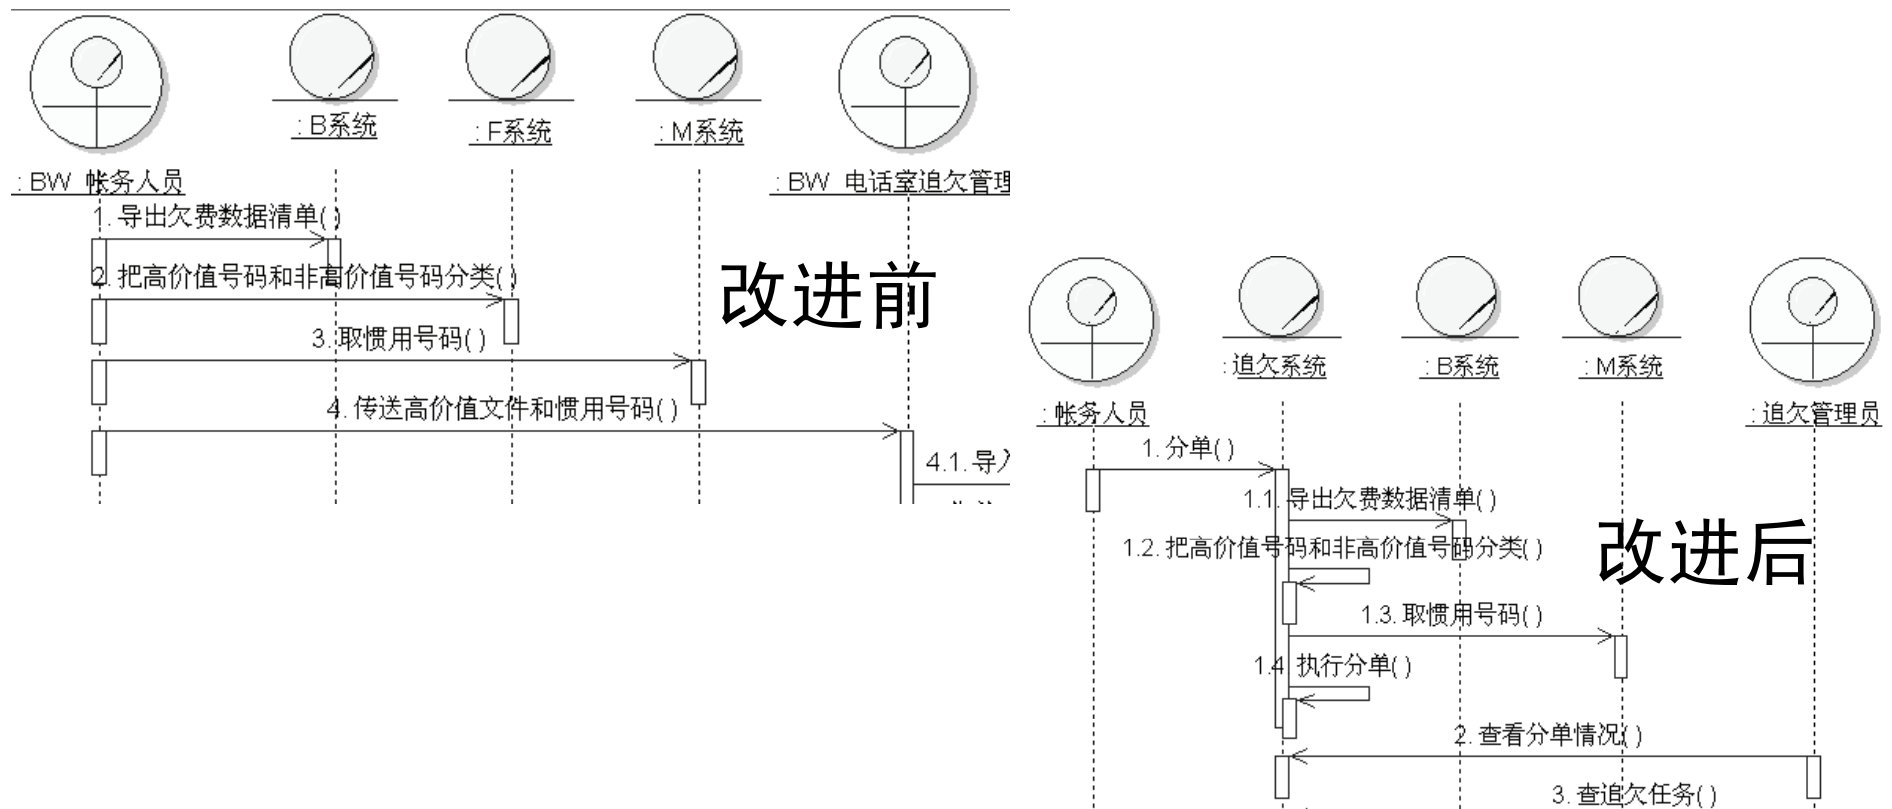 : B系统
: F系统
: M系统
: BW 帐务人员
: BW 电话室追欠管理
1. 导出欠费数据清单( )
2. 把高价值号码和非高价值号码分类( )
改进前
3. 取惯用号码( )
4. 传送高价值文件和惯用号码( )
4.1. 导入
: 追欠系统
: B系统
: M系统
: 帐务人员
: 追欠管理员
1. 分单( )
1.1. 导出欠费数据清单( )
1.2. 把高价值号码和非高价值号码分类( )
改进后
1.3. 取惯用号码( )
1.4. 执行分单( )
2. 查看分单情况( )
3. 查追欠任务( )